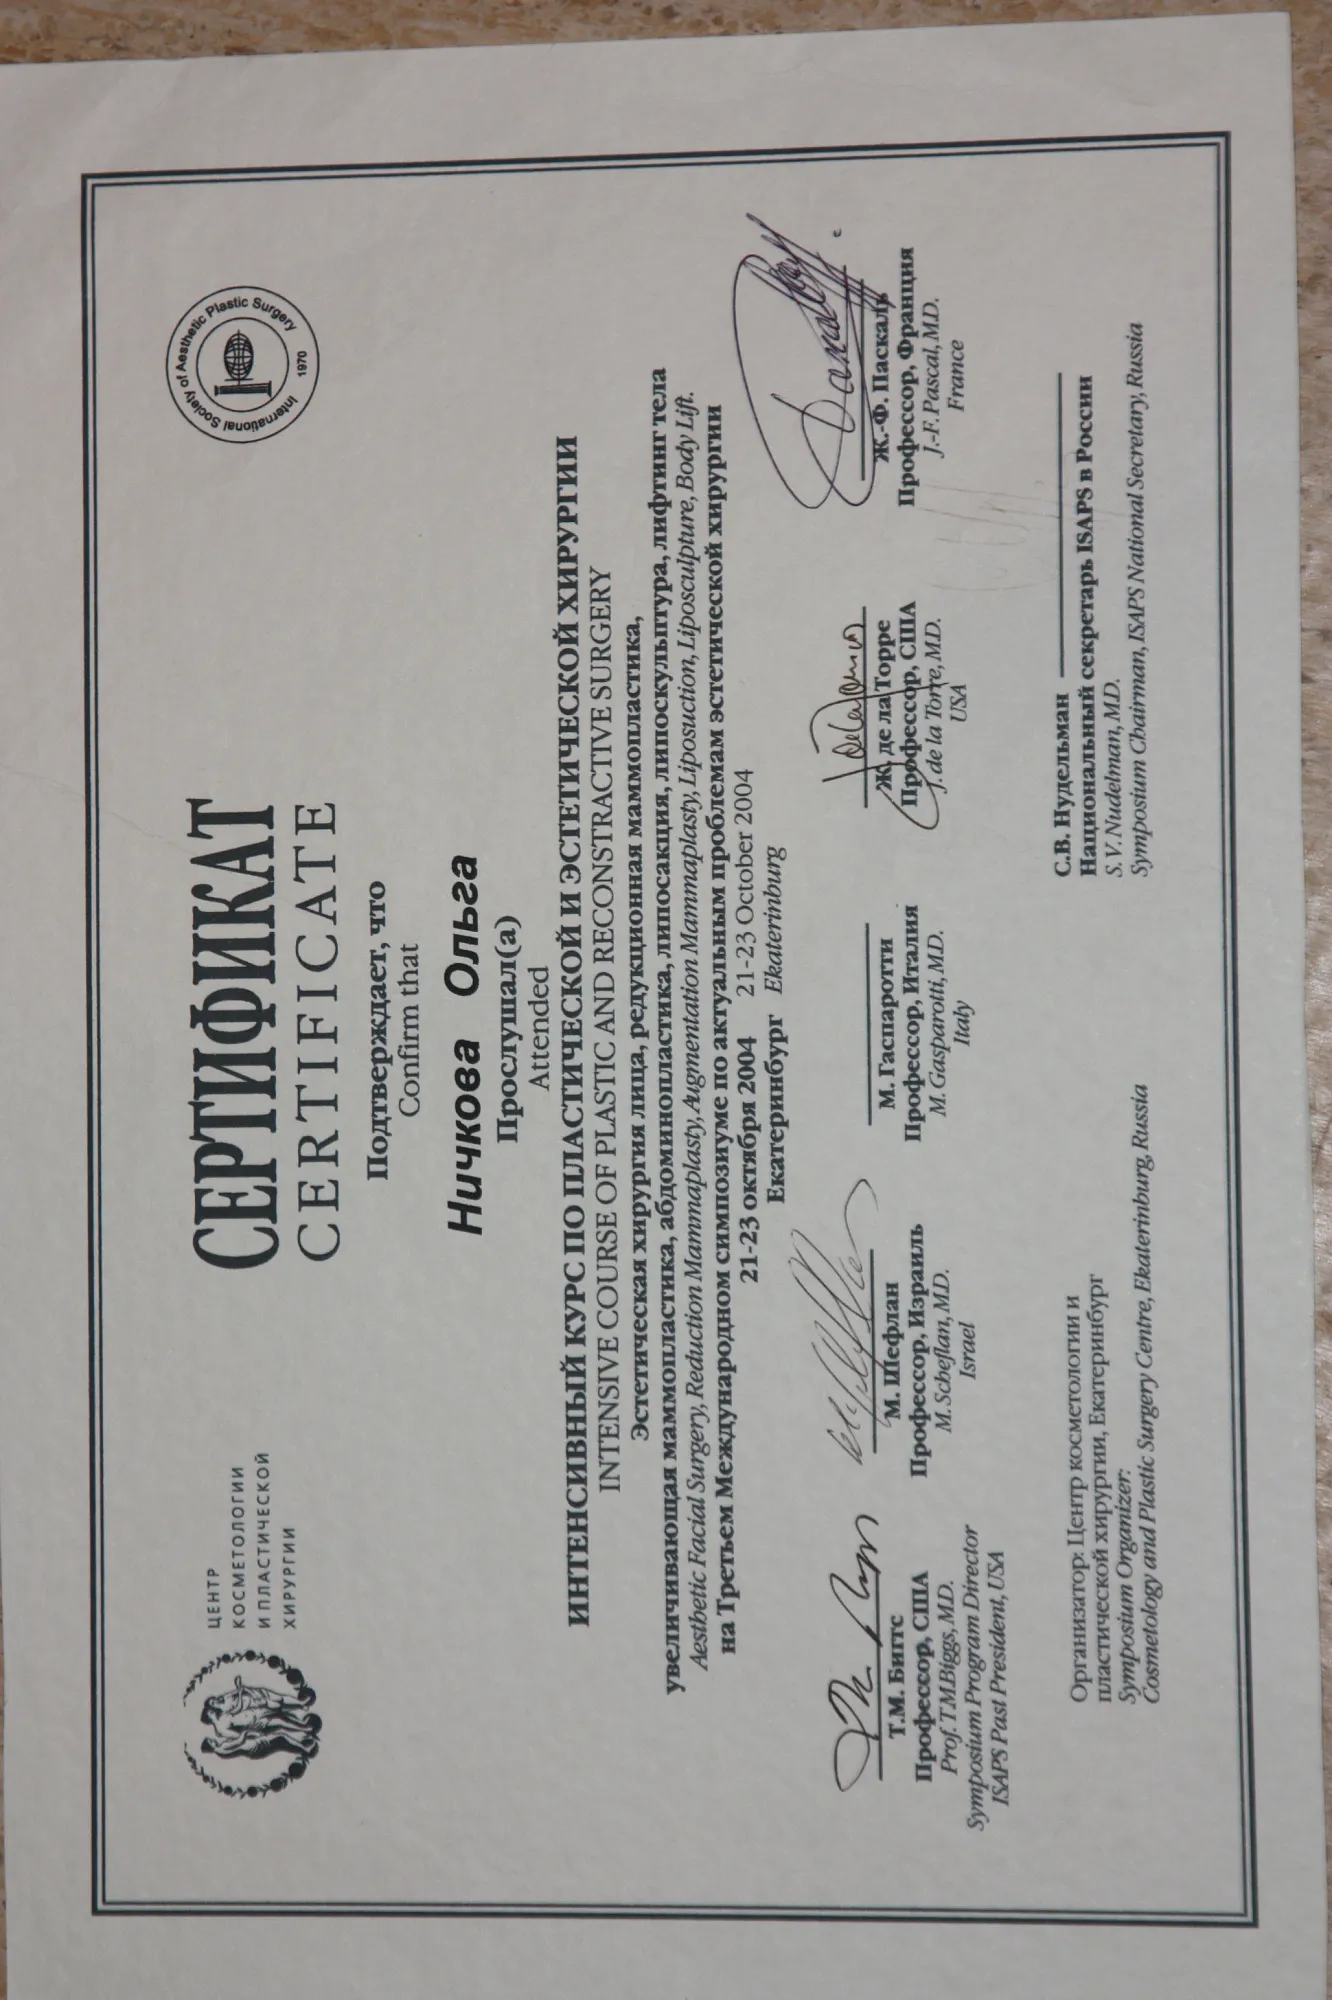 ЦЕНТР
КОСМЕТОЛОГИИ
И ПЛАСТИЧЕСКОЙ
ХИРУРГИИ
International Society of Aesthetic Plastic Surgery
1970
СЕРТИФИКАТ
CERTIFICATE
Подтверждает, что
Confirm that
Ничкова Ольга
Прослушал(а)
Attended
ИНТЕНСИВНЫЙ КУРС ПО ПЛАСТИЧЕСКОЙ И ЭСТЕТИЧЕСКОЙ ХИРУРГИИ
INTENSIVE COURSE OF PLASTIC AND RECONSTRACTIVE SURGERY
Эстетическая хирургия лица, редукционная маммопластика,
увеличивающая маммопластика, абдоминопластика, липосакция, липоскульптура, лифтинг тела
Aesthetic Facial Surgery, Reduction Mammaplasty, Augmentation Mammaplasty, Liposuction, Liposculpture, Body Lift.
на Третьем Международном симпозиуме по актуальным проблемам эстетической хирургии
21-23 октября 2004 21-23 October 2004
Екатеринбург Ekaterinburg
Т.М. Биггс
Профессор, США
Prof. T.M.Biggs, M.D.
Symposium Program Director
ISAPS Past President, USA
М. Шефлан
Профессор, Израиль
M. Scheflan, M.D.
Israel
М. Гаспаротти
Профессор, Италия
M. Gasparotti, M.D.
Italy
Ж. де ла Торре
Профессор, США
J. de la Torre, M.D.
USA
Ж.-Ф. Паскаль
Профессор, Франция
J.-F. Pascal, M.D.
France
Организатор: Центр косметологии и
пластической хирургии, Екатеринбург
Symposium Organizer:
Cosmetology and Plastic Surgery Centre, Ekaterinburg, Russia
С.В. Нудельман
Национальный секретарь ISAPS в России
S. V. Nudelman, M.D.
Symposium Chairman, ISAPS National Secretary, Russia